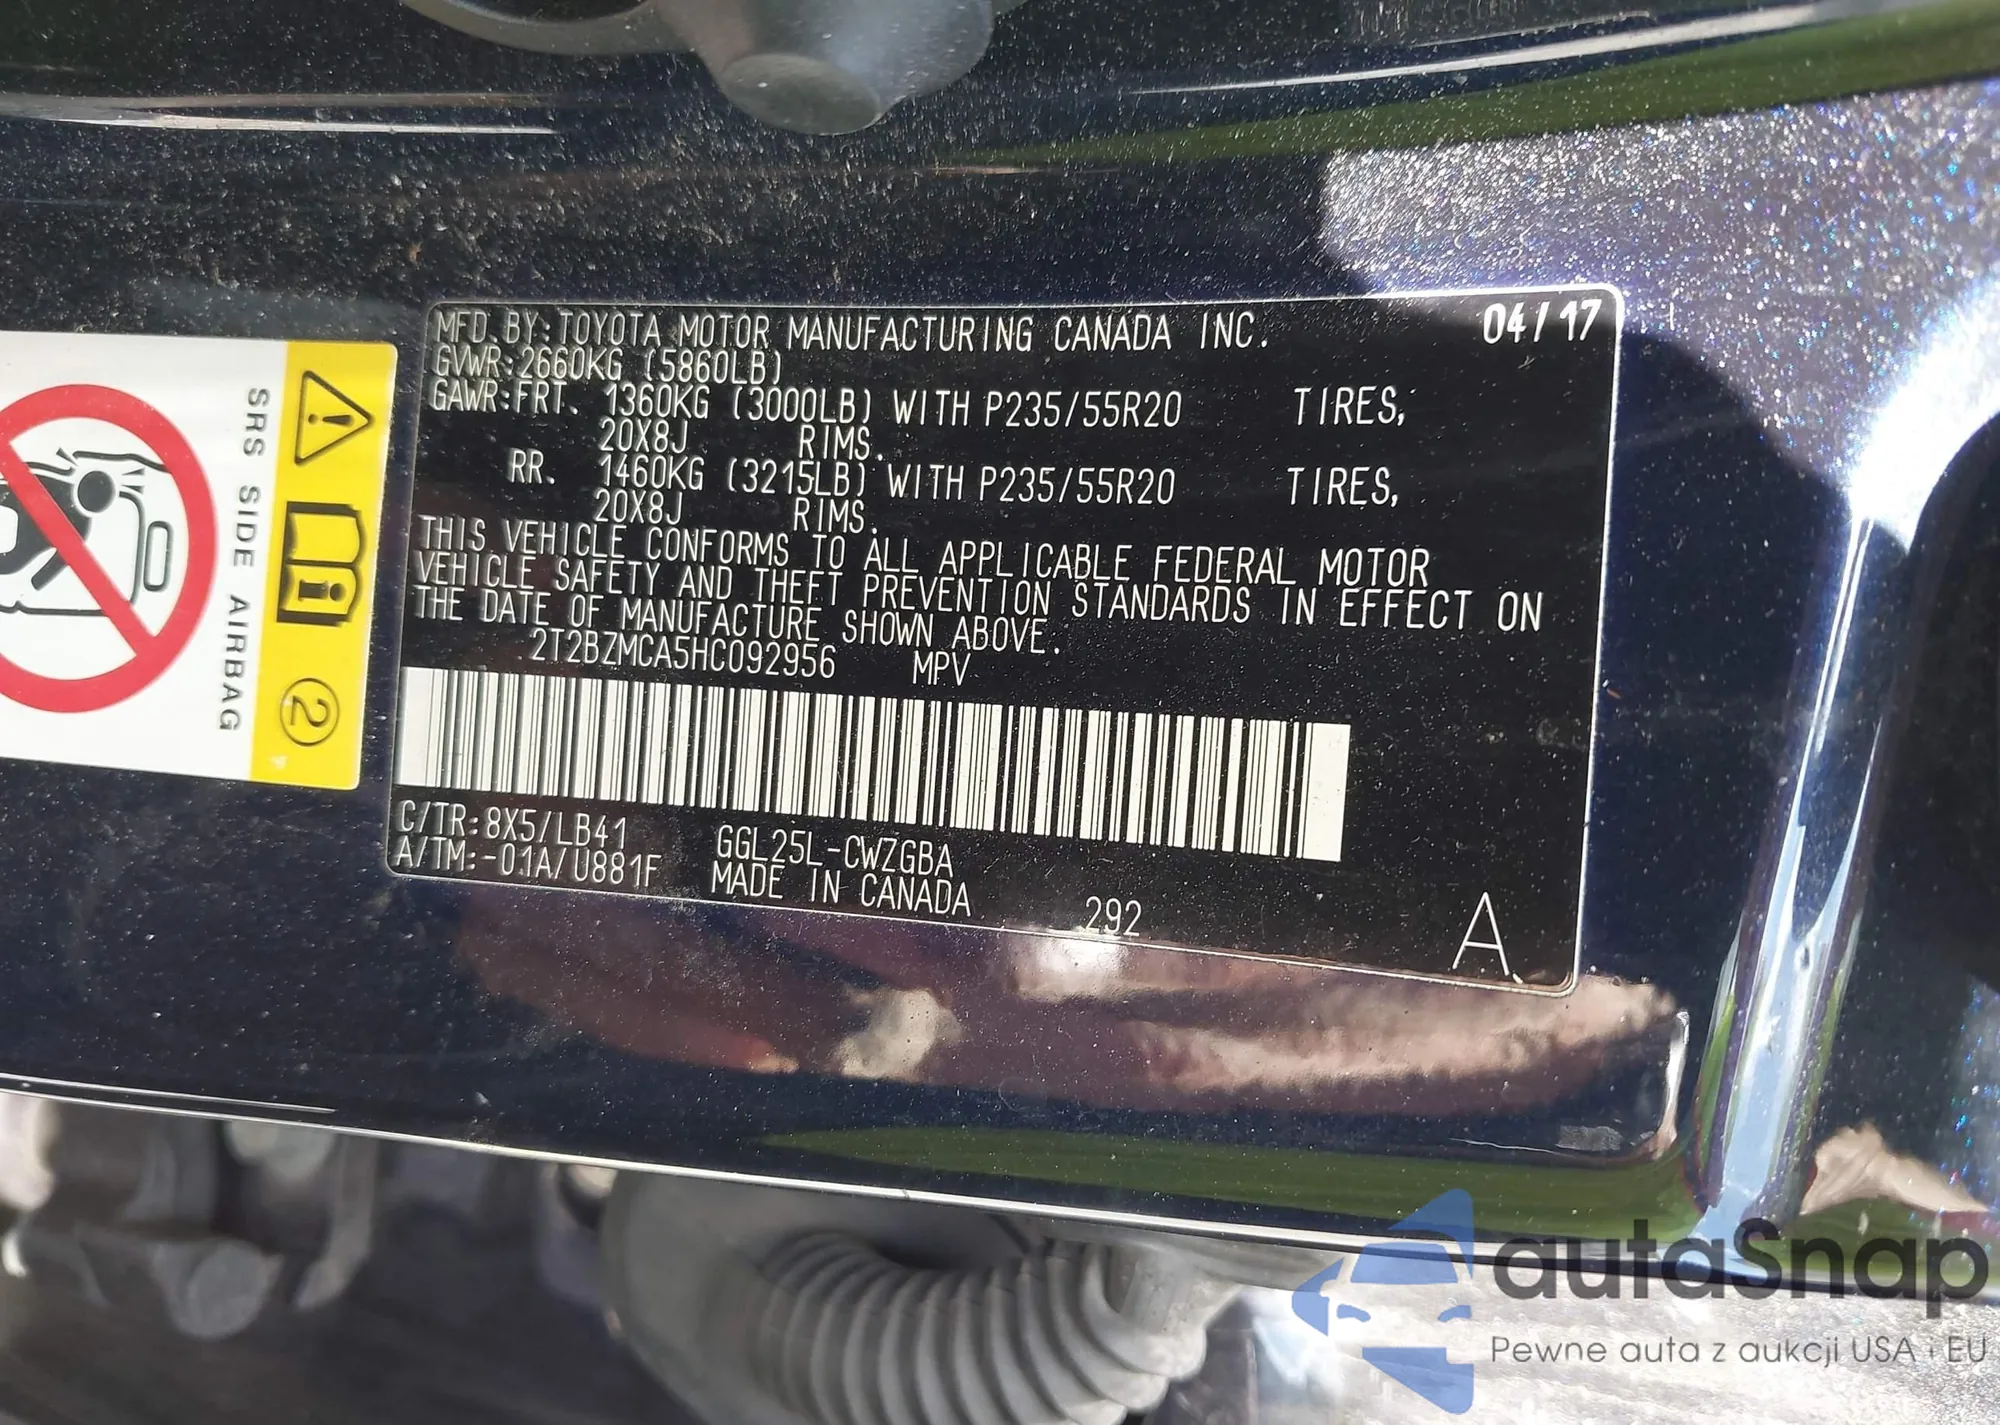 MFD. BY: TOYOTA MOTOR MANUFACTURING CANADA INC. 04/17
GVWR: 2660KG (5860LB)
GAWR: FRT. 1360KG (3000LB) WITH P235/55R20 TIRES,
20X8J RIMS.
RR. 1460KG (3215LB) WITH P235/55R20 TIRES,
20X8J RIMS.
THIS VEHICLE CONFORMS TO ALL APPLICABLE FEDERAL MOTOR
VEHICLE SAFETY AND THEFT PREVENTION STANDARDS IN EFFECT ON
THE DATE OF MANUFACTURE SHOWN ABOVE.
2T2BZMCA5HC092956 MPV
C/TR: 8X5/LB41 GGL25L-CWZGBA
A/TM: -01A/U881F MADE IN CANADA 292 A
SRS SIDE AIRBAG
2
autaSnap
Pewne auta z aukcji USA i EU